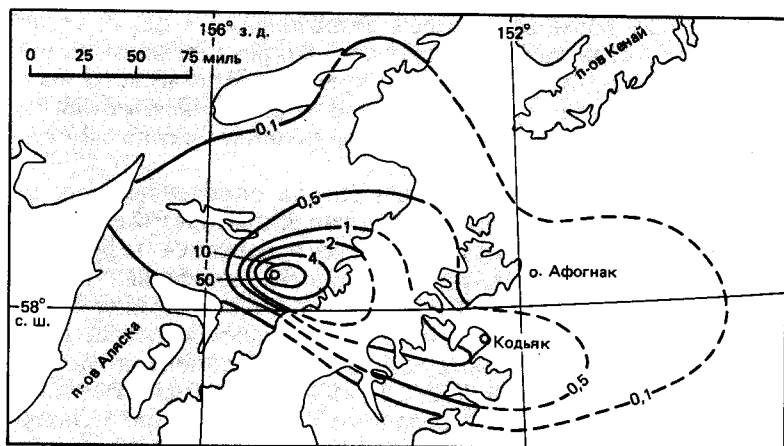 156° з. д.
152°
0 25 50 75 миль
п-ов Кенай
0,1
0,5
1
2
10
4
50
о. Афогнак
58°
с. ш.
Кодьяк
п-ов Аляска
0,5
0,1